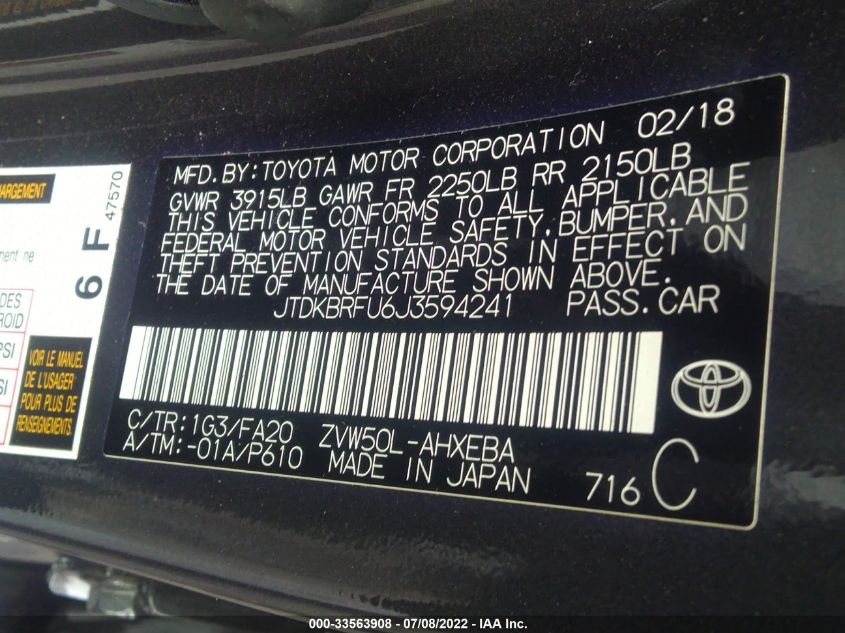 MFD. BY: TOYOTA MOTOR CORPORATION 02/18
GVWR 3915LB GAWR FR 2250LB RR 2150LB
THIS VEHICLE CONFORMS TO ALL APPLICABLE
FEDERAL MOTOR VEHICLE SAFETY, BUMPER, AND
THEFT PREVENTION STANDARDS IN EFFECT ON
THE DATE OF MANUFACTURE SHOWN ABOVE.
JTDKBRFU6J3594241 PASS.CAR
C/TR: 1G3/FA20 ZVW50L-AHXEBA
A/TM: -01A/P610 MADE IN JAPAN
716 C
6 F
47570
VOIR LE MANUEL
DE L'USAGER
POUR PLUS DE
RENSEIGNEMENTS.
000-33563908 - 07/08/2022 - IAA Inc.